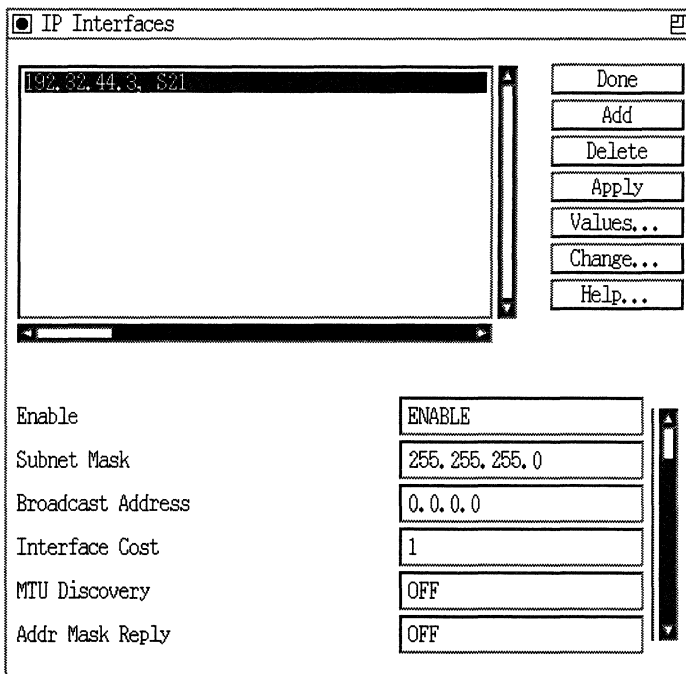 IP Interfaces
192.32.44.3, S21
Done
Add
Delete
Apply
Values...
Change...
Help...
Enable ENABLE
Subnet Mask 255.255.255.0
Broadcast Address 0.0.0.0
Interface Cost 1
MTU Discovery OFF
Addr Mask Reply OFF